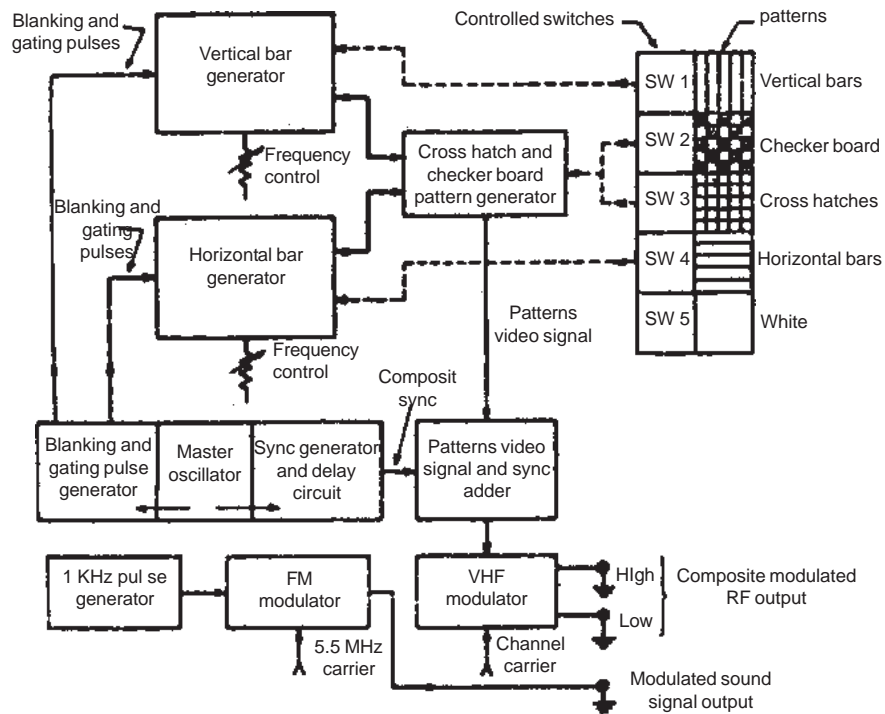 Blanking and
gating pulses
Vertical bar
generator
Frequency
control
Controlled switches
patterns
SW 1
Vertical bars
SW 2
Checker board
SW 3
Cross hatches
SW 4
Horizontal bars
SW 5
White
Cross hatch and
checker board
pattern generator
Blanking and
gating
pulses
Horizontal bar
generator
Frequency
control
Patterns
video signal
Composit
sync
Blanking and
gating pulse
generator
Master
oscillator
Sync generator
and delay
circuit
Patterns video
signal and sync
adder
1 KHz pul se
generator
FM
modulator
5.5 MHz
carrier
VHF
modulator
Channel
carrier
HIgh
Low
Composite modulated
RF output
Modulated sound
signal output